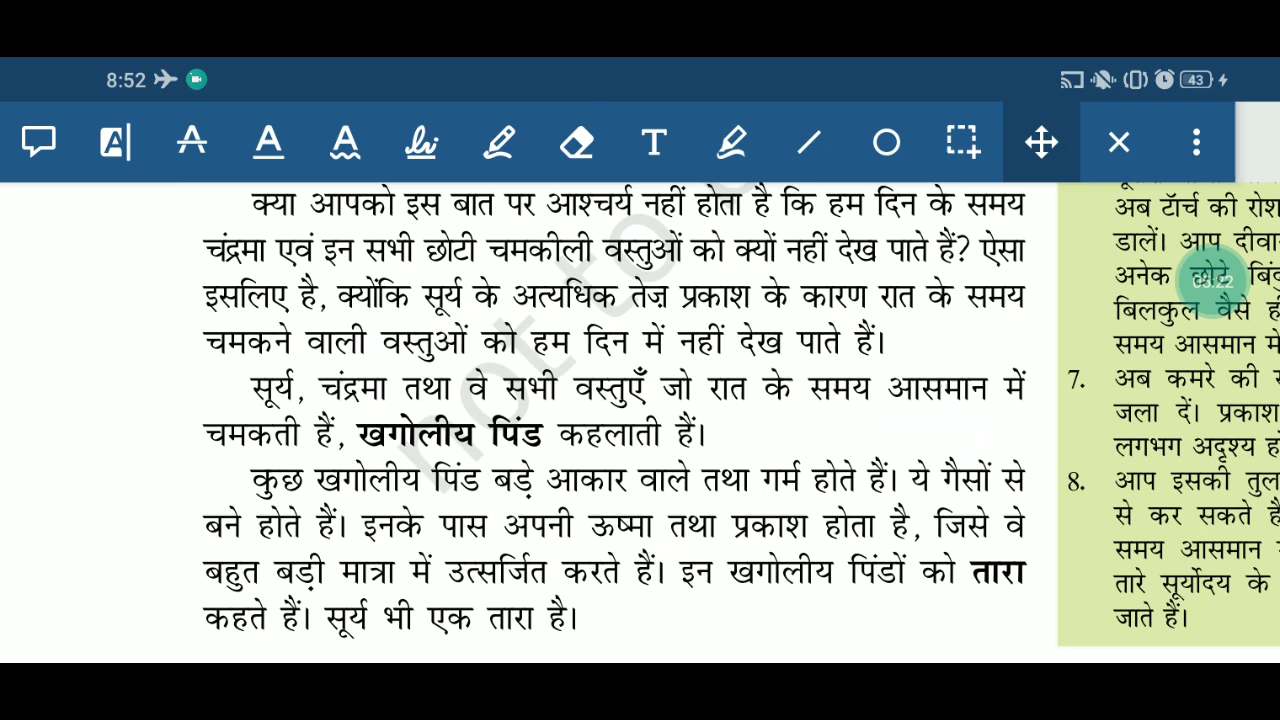 8:52
43
क्या आपको इस बात पर आश्चर्य नहीं होता है कि हम दिन के समय
चंद्रमा एवं इन सभी छोटी चमकीली वस्तुओं को क्यों नहीं देख पाते हैं? ऐसा
इसलिए है, क्योंकि सूर्य के अत्यधिक तेज़ प्रकाश के कारण रात के समय
चमकने वाली वस्तुओं को हम दिन में नहीं देख पाते हैं।
सूर्य, चंद्रमा तथा वे सभी वस्तुएँ जो रात के समय आसमान में
चमकती हैं, खगोलीय पिंड कहलाती हैं।
कुछ खगोलीय पिंड बड़े आकार वाले तथा गर्म होते हैं। ये गैसों से
बने होते हैं। इनके पास अपनी ऊष्मा तथा प्रकाश होता है, जिसे वे
बहुत बड़ी मात्रा में उत्सर्जित करते हैं। इन खगोलीय पिंडों को तारा
कहते हैं। सूर्य भी एक तारा है।
not to
अब टॉर्च की रोश
डालें। आप दीवा
अनेक छोटे बिं
बिलकुल वैसे ह
समय आसमान मे
7. अब कमरे की
जला दें। प्रकाश
लगभग अदृश्य ह
8. आप इसकी तुल
से कर सकते है
समय आसमान
तारे सूर्योदय के
जाते हैं।